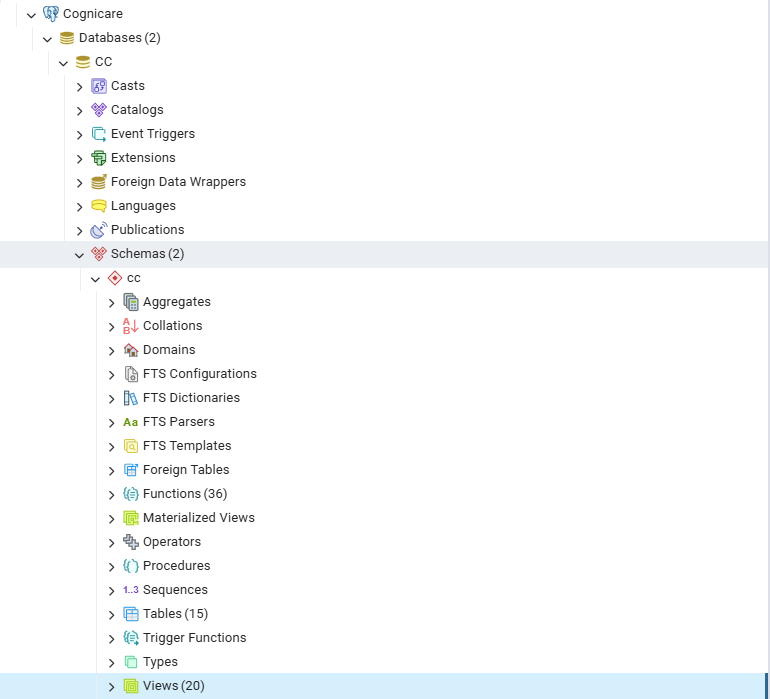 Cognicare
Databases (2)
CC
Casts
Catalogs
Event Triggers
Extensions
Foreign Data Wrappers
Languages
Publications
Schemas (2)
cc
Aggregates
Collations
Domains
FTS Configurations
FTS Dictionaries
Aa FTS Parsers
FTS Templates
Foreign Tables
Functions (36)
Materialized Views
Operators
Procedures
1..3 Sequences
Tables (15)
Trigger Functions
Types
Views (20)